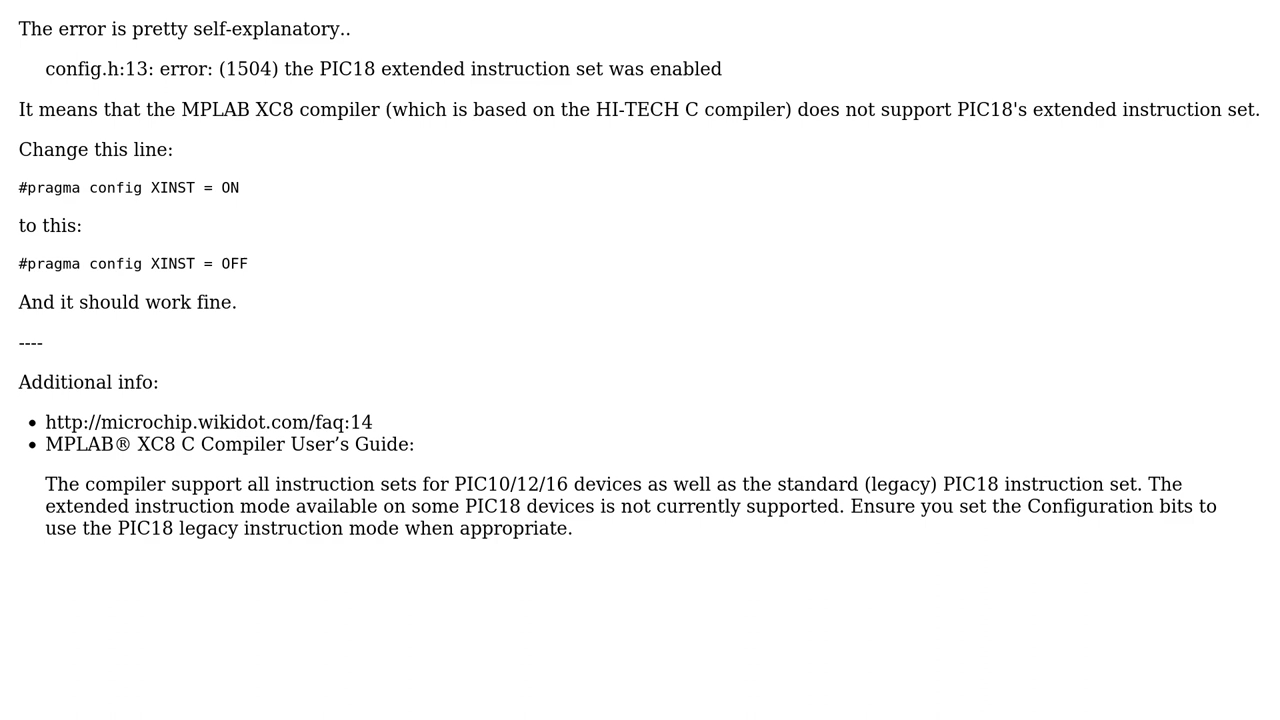 The error is pretty self-explanatory..
config.h:13: error: (1504) the PIC18 extended instruction set was enabled
It means that the MPLAB XC8 compiler (which is based on the HI-TECH C compiler) does not support PIC18's extended instruction set.
Change this line:
#pragma config XINST = ON
to this:
#pragma config XINST = OFF
And it should work fine.
----
Additional info:
• http://microchip.wikidot.com/faq:14
• MPLAB® XC8 C Compiler User’s Guide:
The compiler support all instruction sets for PIC10/12/16 devices as well as the standard (legacy) PIC18 instruction set. The
extended instruction mode available on some PIC18 devices is not currently supported. Ensure you set the Configuration bits to
use the PIC18 legacy instruction mode when appropriate.